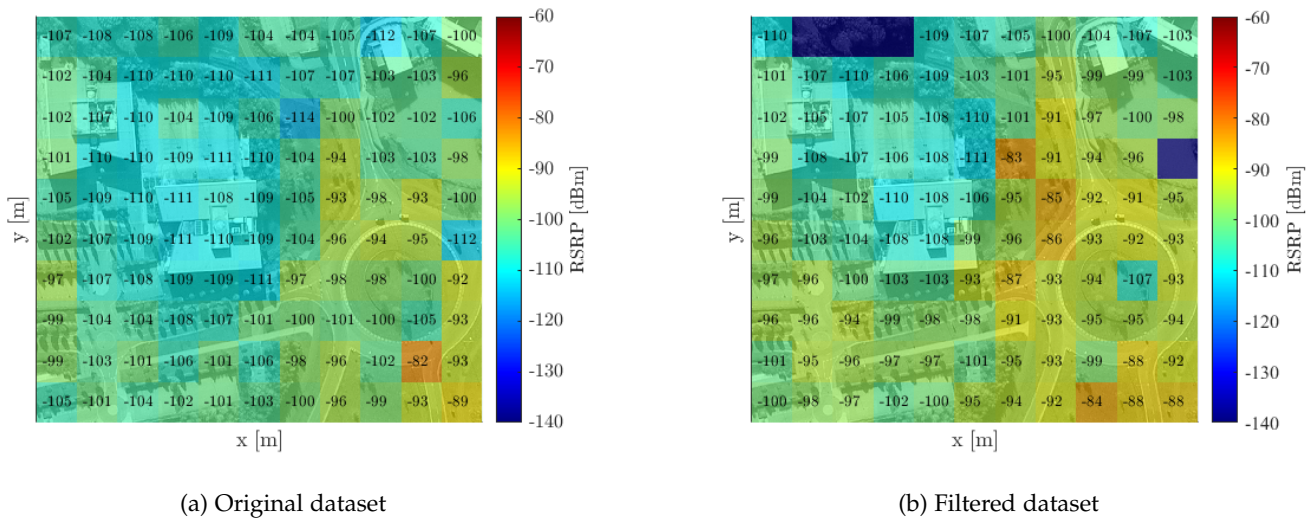 -107 -108 -108 -106 -109 -104 -104 -105 -112 -107 -100
-102 -104 -110 -110 -110 -111 -107 -107 -103 -103 -96
-102 -107 -110 -104 -109 -106 -114 -100 -102 -102 -106
-101 -110 -110 -109 -111 -110 -104 -94 -103 -103 -98
-105 -109 -110 -111 -108 -109 -105 -93 -98 -93 -100
-102 -107 -109 -111 -110 -109 -104 -96 -94 -95 -112
-97 -107 -108 -109 -109 -111 -97 -98 -98 -100 -92
-99 -104 -104 -108 -107 -101 -100 -101 -100 -105 -93
-99 -103 -101 -106 -101 -106 -98 -96 -102 -82 -93
-105 -101 -104 -102 -101 -103 -100 -96 -99 -93 -89
y [m]
x [m]
-60
-70
-80
-90
-100
-110
-120
-130
-140
RSRP [dBm]
(a) Original dataset
-110 -109 -107 -105 -100 -104 -107 -103
-101 -107 -110 -106 -108 -103 -101 -95 -99 -99 -103
-102 -105 -107 -107 -108 -110 -101 -91 -97 -100 -98
-99 -108 -107 -106 -108 -110 -83 -91 -94 -96
-100 -104 -103 -110 -108 -106 -95 -85 -92 -91 -95
-96 -103 -104 -108 -108 -99 -96 -86 -93 -92 -93
-97 -96 -100 -103 -103 -93 -87 -93 -94 -107 -93
-96 -96 -94 -99 -98 -98 -91 -93 -95 -95 -94
-101 -95 -96 -97 -97 -101 -95 -93 -99 -88 -92
-100 -98 -97 -102 -100 -95 -94 -92 -84 -88 -88
y [m]
x [m]
-60
-70
-80
-90
-100
-110
-120
-130
-140
RSRP [dBm]
(b) Filtered dataset